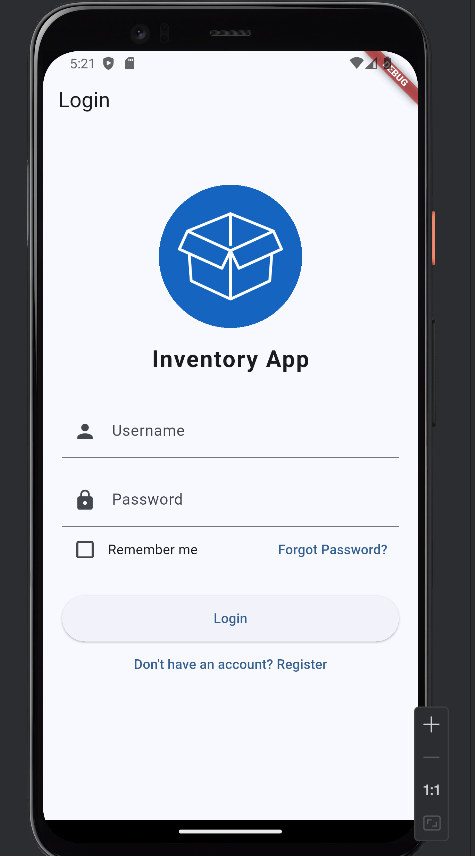 5:21
DEBUG
Login
Inventory App
Username
Password
Remember me
Forgot Password?
Login
Don't have an account? Register
1:1